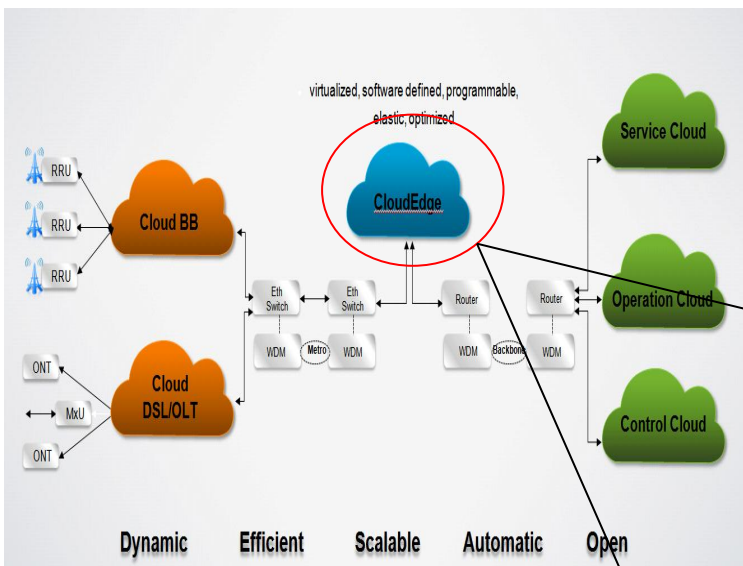 virtualized, software defined, programmable,
elastic, optimized
Service Cloud
RRU
CloudEdge
Cloud BB
RRU
RRU
Eth
Switch
Eth
Switch
Router
Router
Operation Cloud
WDM
Metro
WDM
WDM
Backbone
WDM
ONT
Cloud
DSL/OLT
MxU
Control Cloud
ONT
Dynamic Efficient Scalable Automatic Open